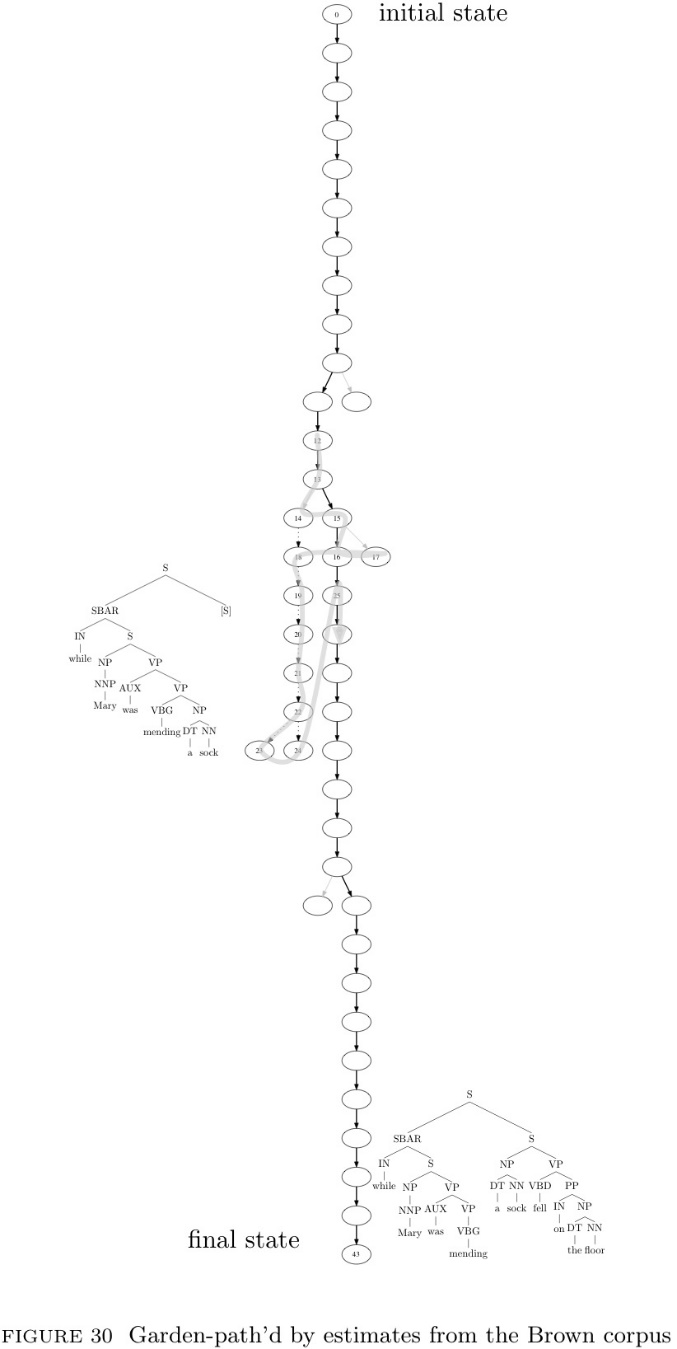 0 initial state
12
13
14 15
18 16 17
S
SBAR [S]
19 25
IN S
20
while NP VP
21
NNP AUX VP
Mary was VBG NP
22
mending DT NN
a sock
23 24
S
SBAR S
IN S NP VP
while NP VP DT NN VBD PP
NNP AUX VP a sock fell IN NP
Mary was VBG on DT NN
mending the floor
final state
43
FIGURE 30 Garden-path'd by estimates from the Brown corpus